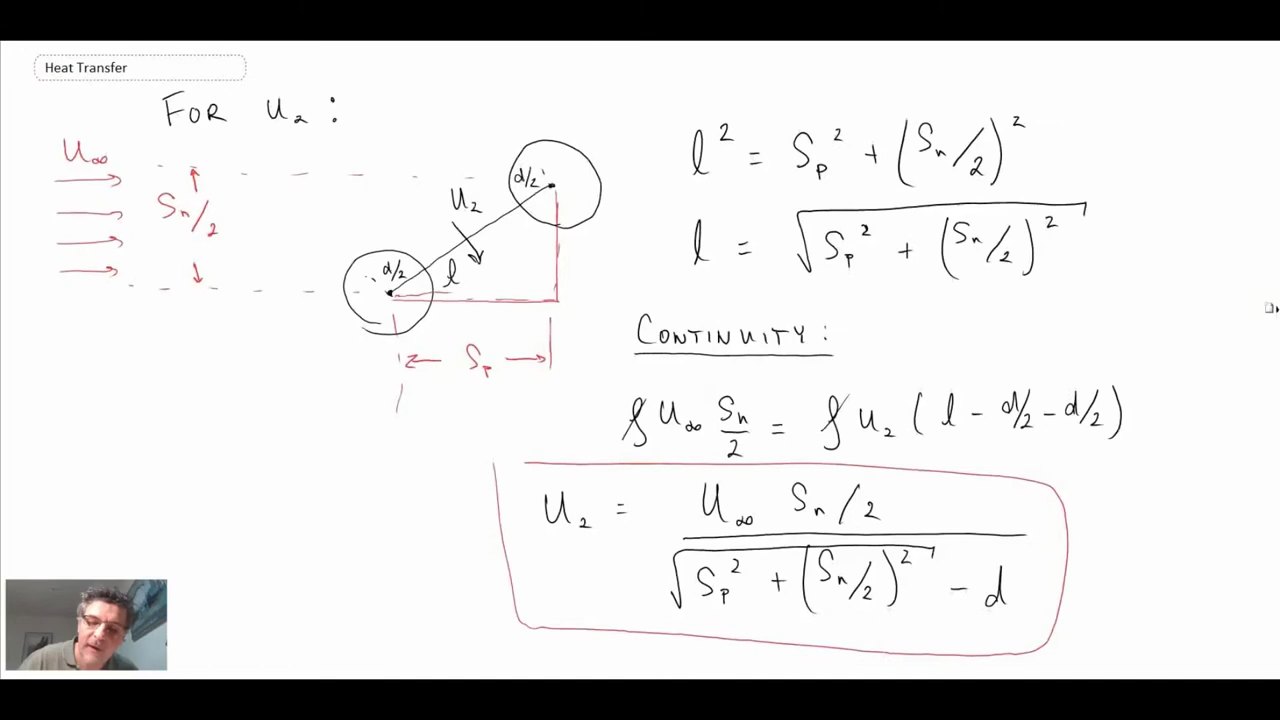 Heat Transfer
FOR U₂ :
U∞
Sₙ/2
d/2
U₂
d/2
l
Sₚ
l² = Sₚ² + (Sₙ/2)²
l = √(Sₚ² + (Sₙ/2)²)
CONTINUITY :
ρ U∞ Sₙ/2 = ρ U₂ (l - d/2 - d/2)
U₂ = U∞ Sₙ/2 / (√(Sₚ² + (Sₙ/2)²) - d)